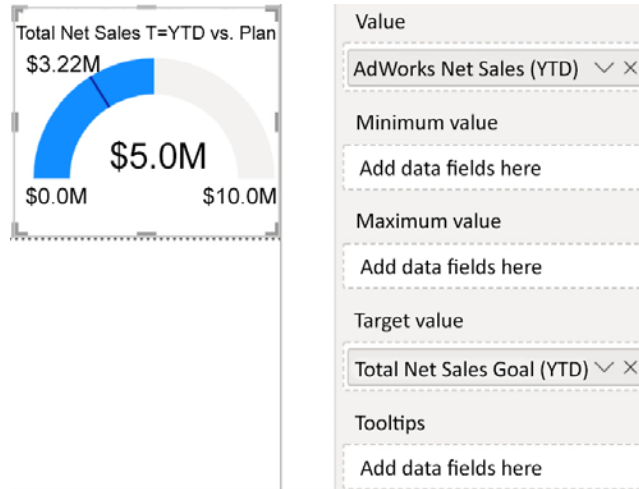 Total Net Sales T=YTD vs. Plan
$3.22M
$5.0M
$0.0M
$10.0M
Value
AdWorks Net Sales (YTD)
Minimum value
Add data fields here
Maximum value
Add data fields here
Target value
Total Net Sales Goal (YTD)
Tooltips
Add data fields here